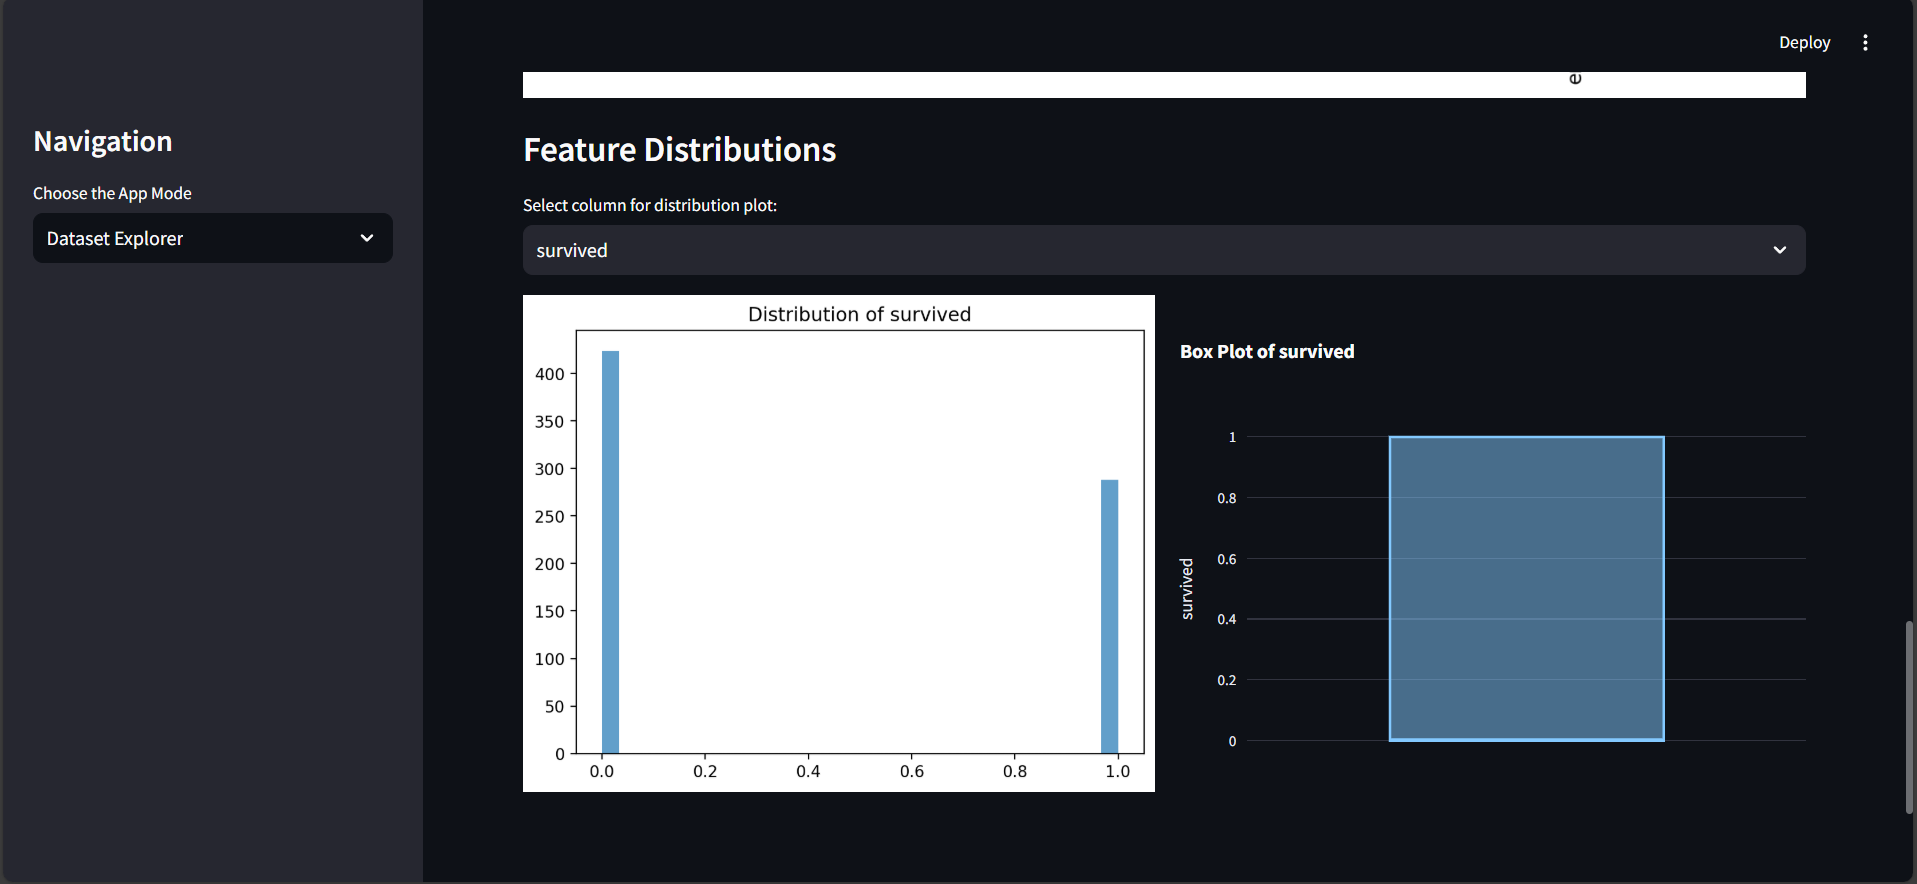 Deploy
e
Navigation
Choose the App Mode
Dataset Explorer
Feature Distributions
Select column for distribution plot:
survived
Distribution of survived
400
350
300
250
200
150
100
50
0
0.0 0.2 0.4 0.6 0.8 1.0
Box Plot of survived
survived
1
0.8
0.6
0.4
0.2
0